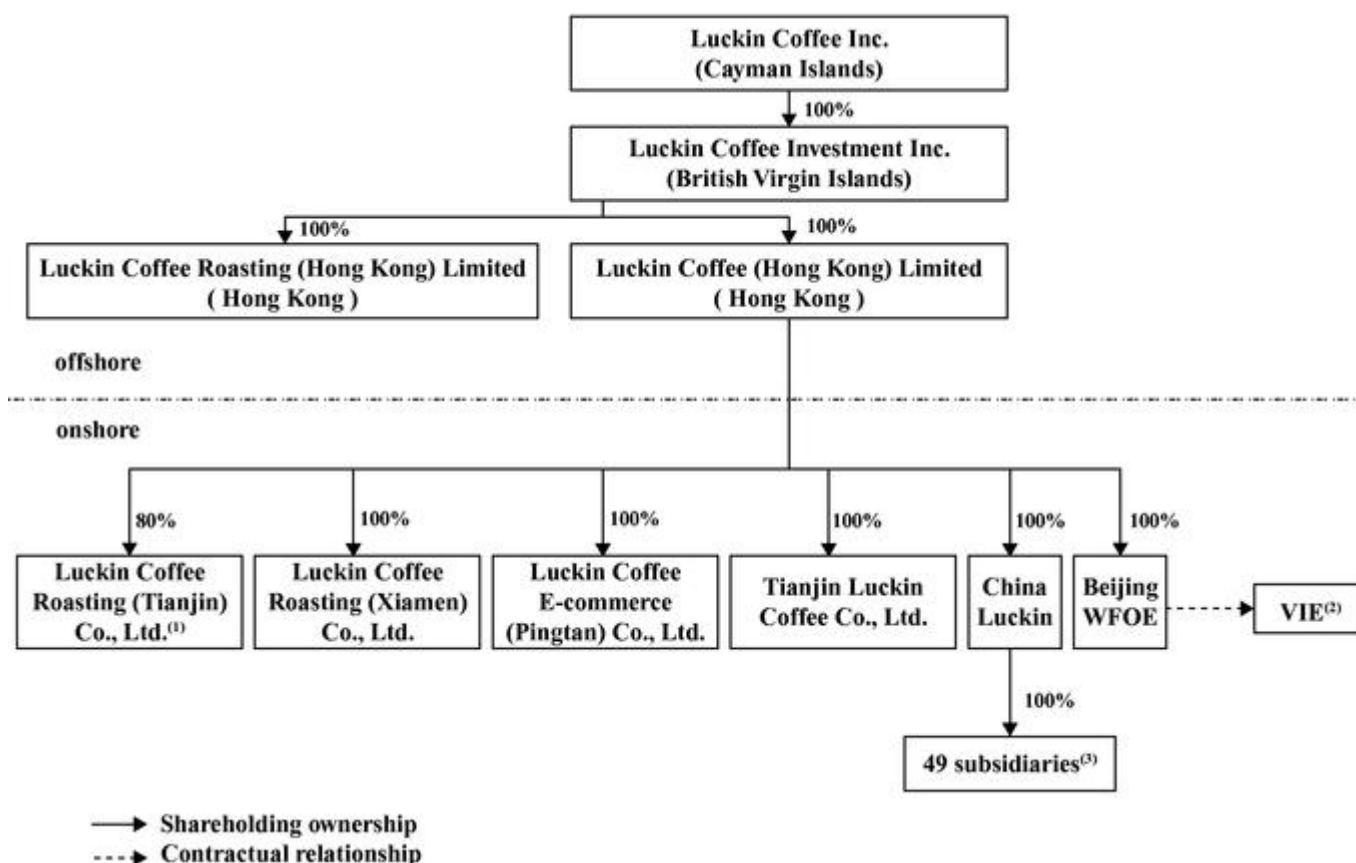 Luckin Coffee Inc.
(Cayman Islands)
100%
Luckin Coffee Investment Inc.
(British Virgin Islands)
100%
100%
Luckin Coffee Roasting (Hong Kong) Limited
( Hong Kong )
Luckin Coffee (Hong Kong) Limited
( Hong Kong )
offshore
onshore
80%
100%
100%
100%
100%
100%
Luckin Coffee
Roasting (Tianjin)
Co., Ltd.(1)
Luckin Coffee
Roasting (Xiamen)
Co., Ltd.
Luckin Coffee
E-commerce
(Pingtan) Co., Ltd.
Tianjin Luckin
Coffee Co., Ltd.
China
Luckin
Beijing
WFOE
VIE(2)
100%
49 subsidiaries(3)
Shareholding ownership
Contractual relationship